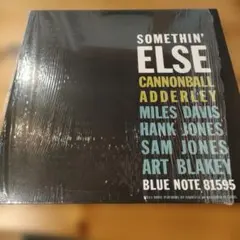 SOMETHIN'
ELSE
CANNONBALL
ADDERLEY
MILES DAVIS
HANK JONES
SAM JONES
ART BLAKEY
BLUE NOTE 81595